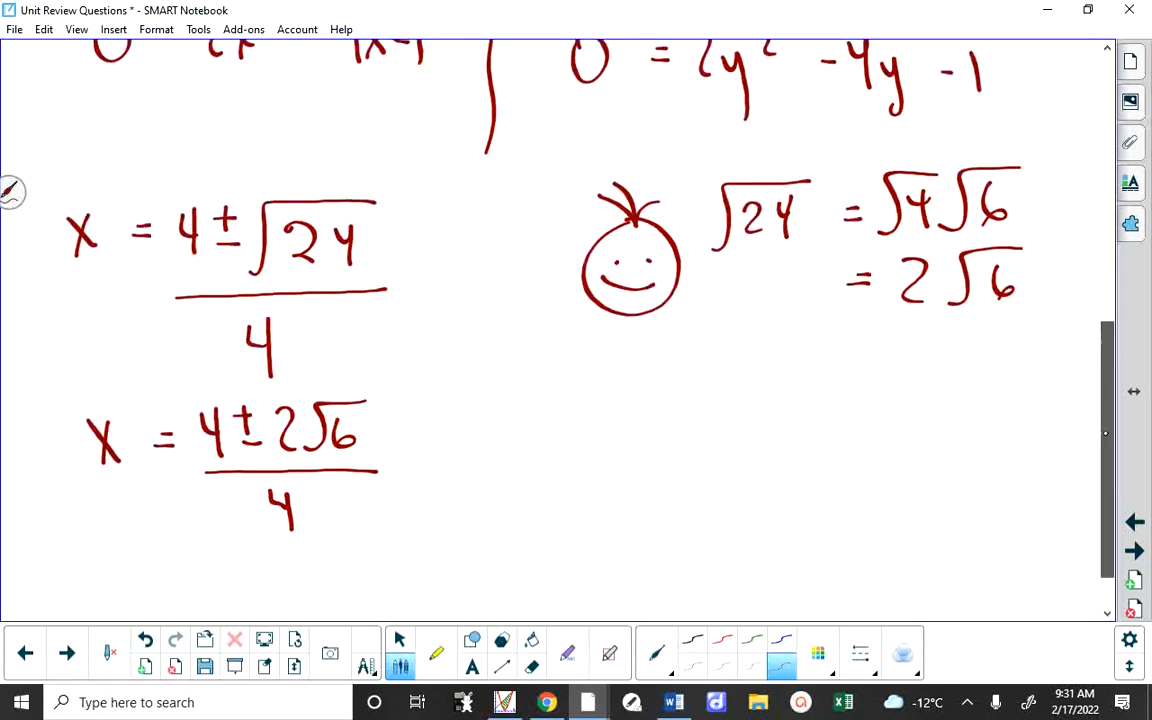 Unit Review Questions * - SMART Notebook
File Edit View Insert Format Tools Add-ons Account Help
0 = 2y² - 4y - 1
x = 4 ± √24 / 4
√24 = √4 √6
= 2 √6
x = 4 ± 2√6 / 4
Type here to search
-12°C
9:31 AM
2/17/2022